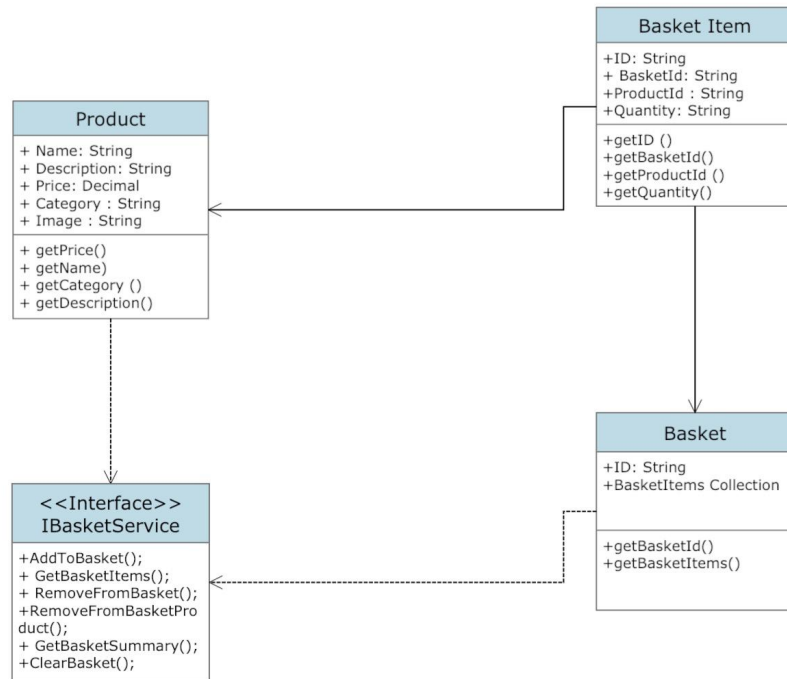 Product
+ Name: String
+ Description: String
+ Price: Decimal
+ Category : String
+ Image : String
+ getPrice()
+ getName)
+ getCategory ()
+ getDescription()
Basket Item
+ID: String
+ BasketId: String
+ProductId : String
+Quantity: String
+getID ()
+getBasketId()
+getProductId ()
+getQuantity()
<<Interface>>
IBasketService
+AddToBasket();
+ GetBasketItems();
+ RemoveFromBasket();
+RemoveFromBasketPro
duct();
+ GetBasketSummary();
+ClearBasket();
Basket
+ID: String
+BasketItems Collection
+getBasketId()
+getBasketItems()